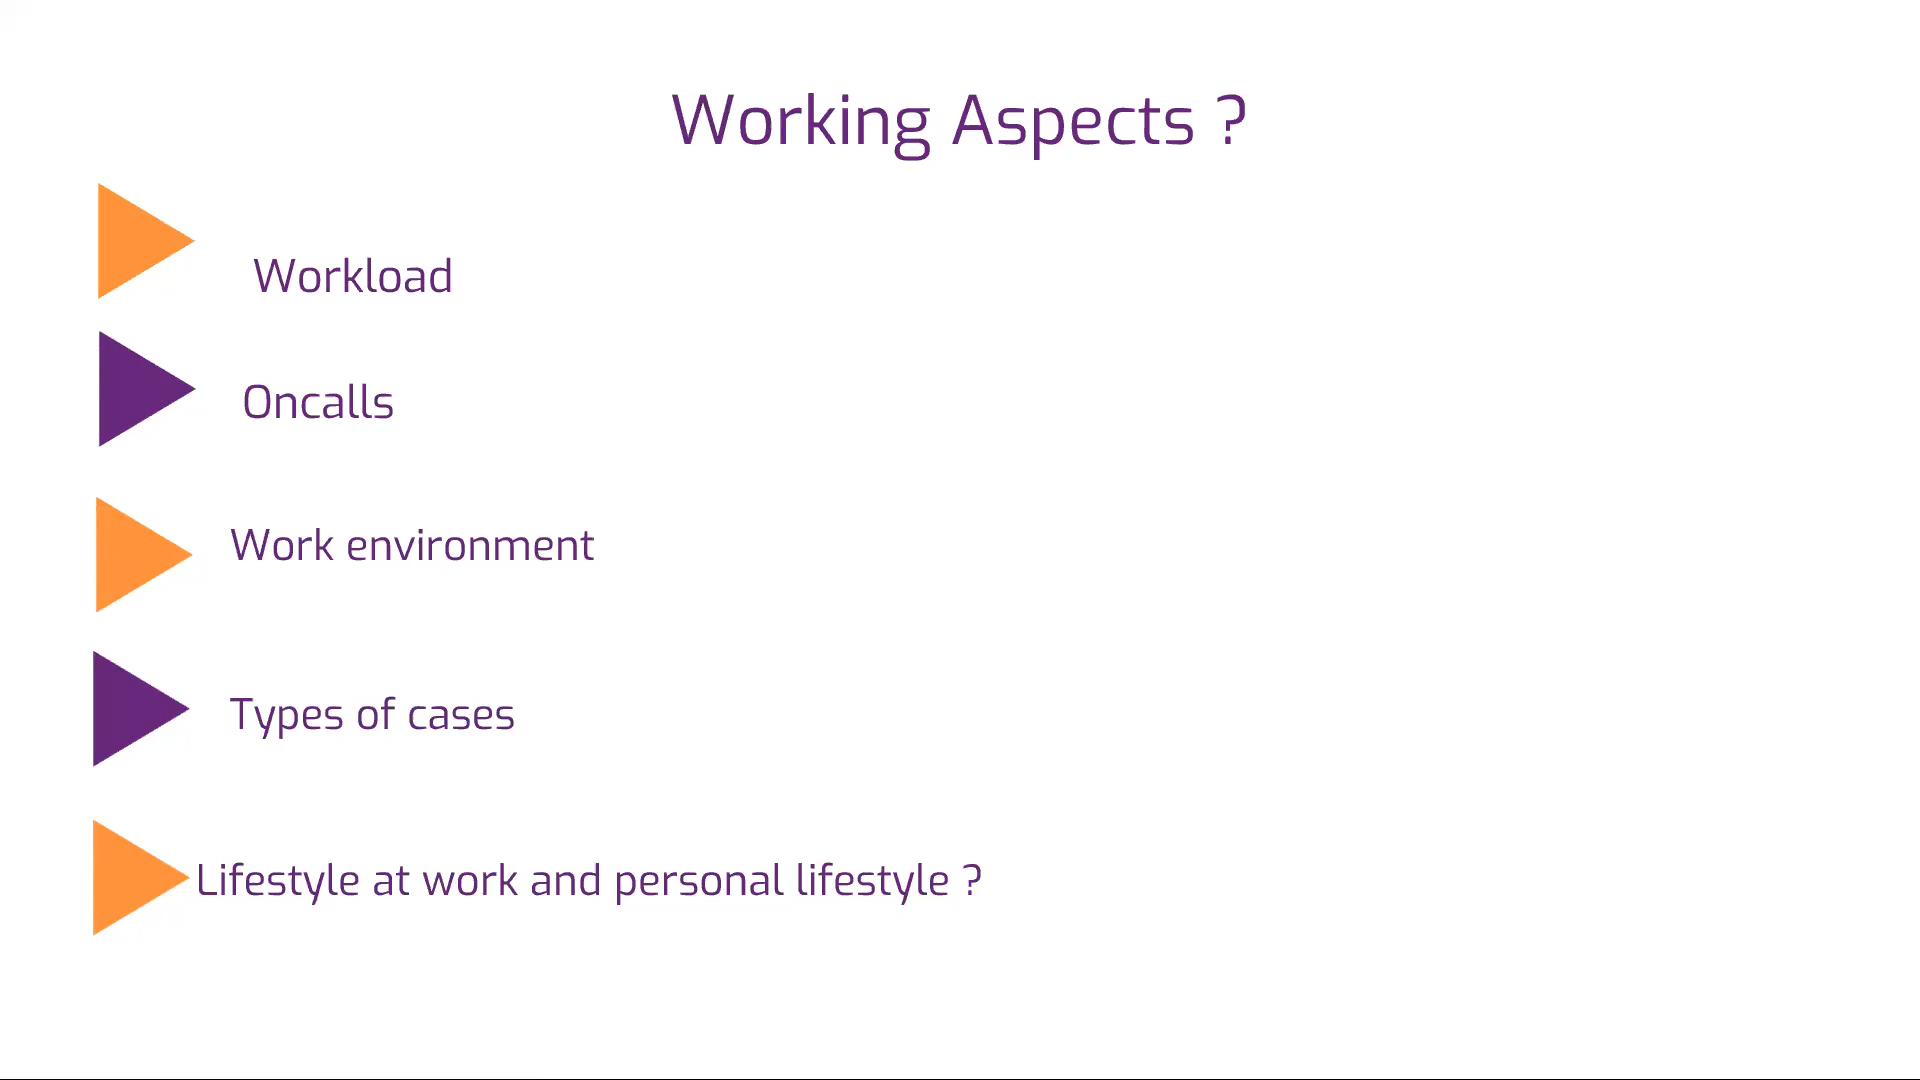 Working Aspects ?
Workload
Oncalls
Work environment
Types of cases
Lifestyle at work and personal lifestyle ?